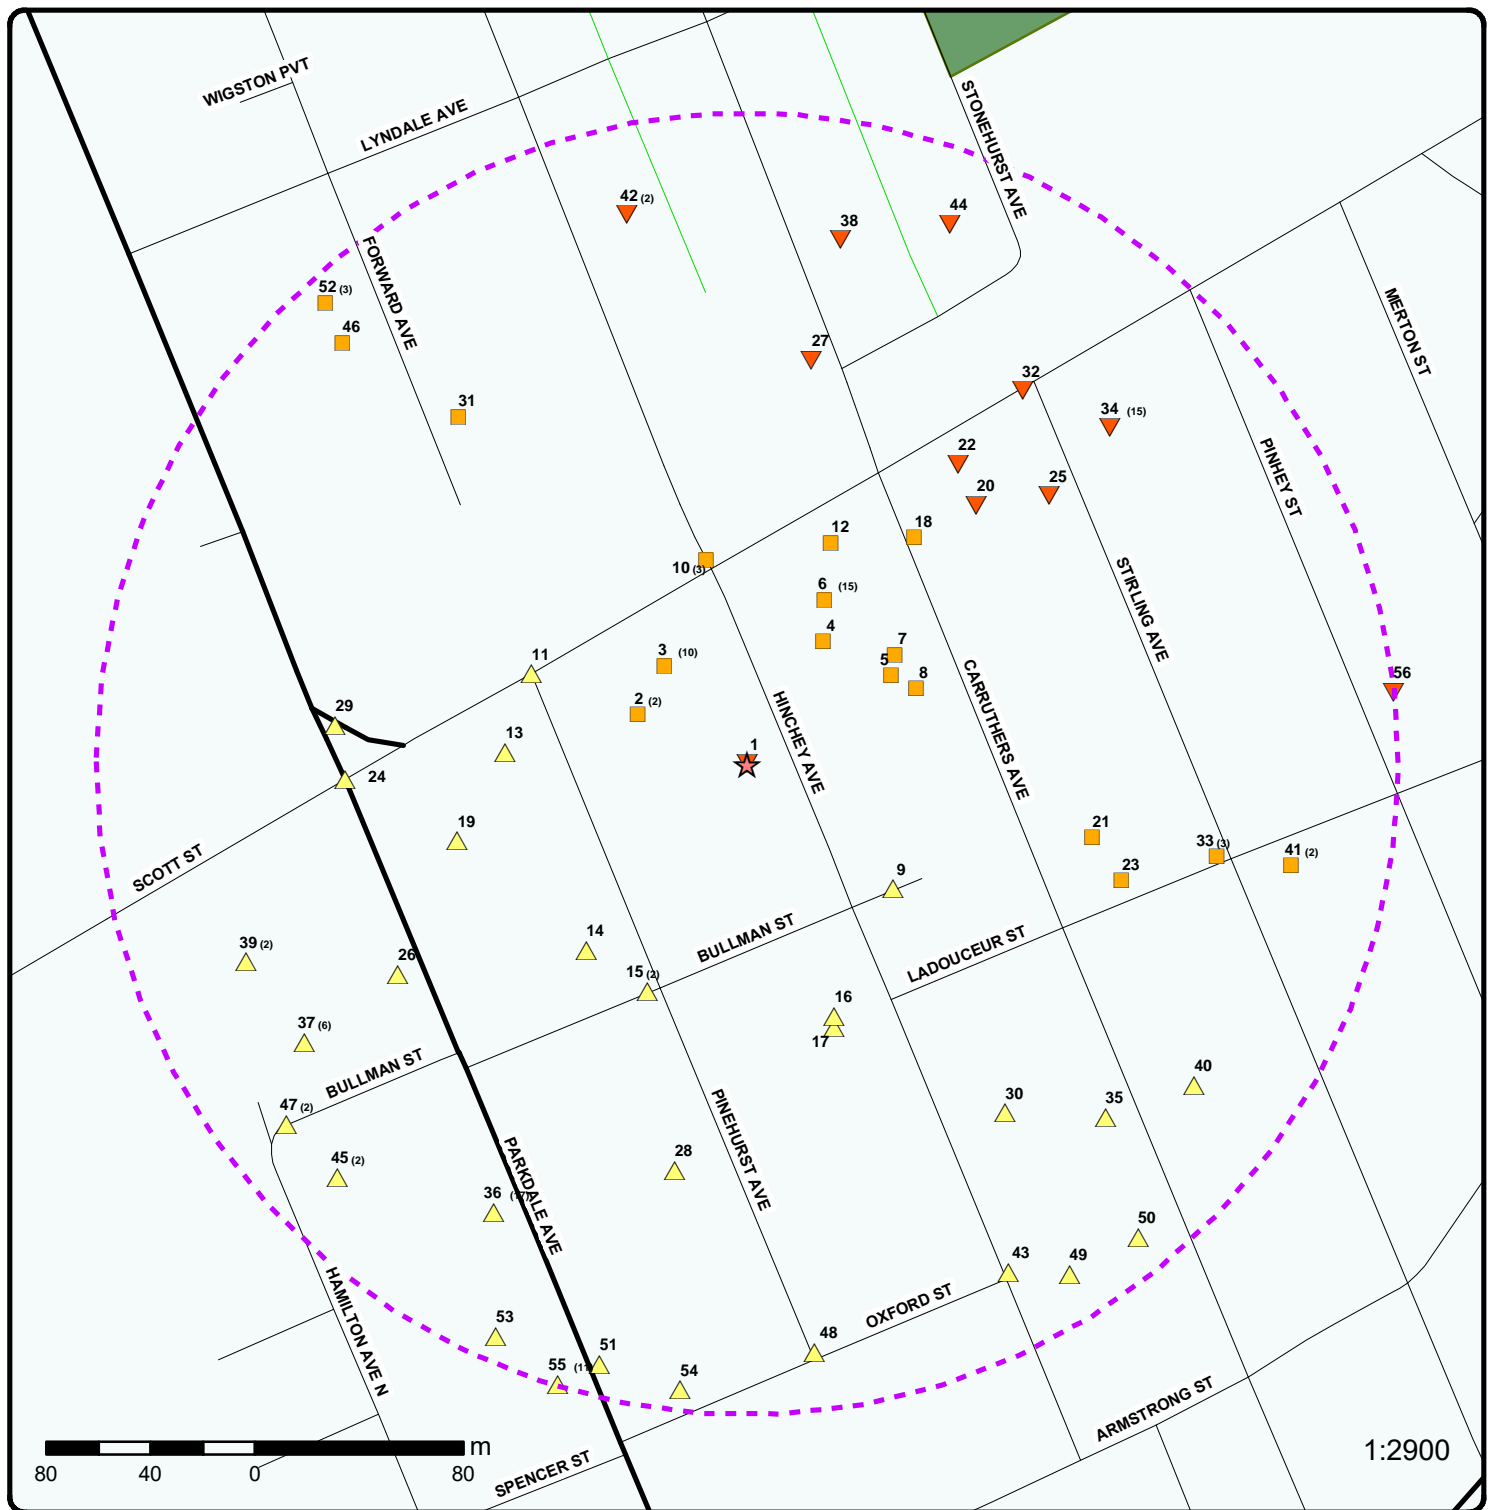 WIGSTON PVT
LYNDALE AVE
STONEHURST AVE
42 (2)
38
44
FORWARD AVE
52 (3)
46
MERTON ST
27
32
31
34 (15)
22
PINHEY ST
20
25
12
18
10 (3)
STIRLING AVE
6 (15)
4
7
3 (10)
11
5
8
CARRUTHERS AVE
56
2 (2)
29
HINCHEY AVE
13
1
24
19
21
33 (3)
41 (2)
SCOTT ST
23
9
39 (2)
26
14
BULLMAN ST
LADOUCEUR ST
15 (2)
16
17
37 (6)
BULLMAN ST
40
47 (2)
30
35
PINEHURST AVE
45 (2)
28
PARKDALE AVE
36 (17)
50
43
49
HAMILTON AVE N
OXFORD ST
53
51
48
55 (11
54
ARMSTRONG ST
m
1:2900
80 40 0 80
SPENCER ST